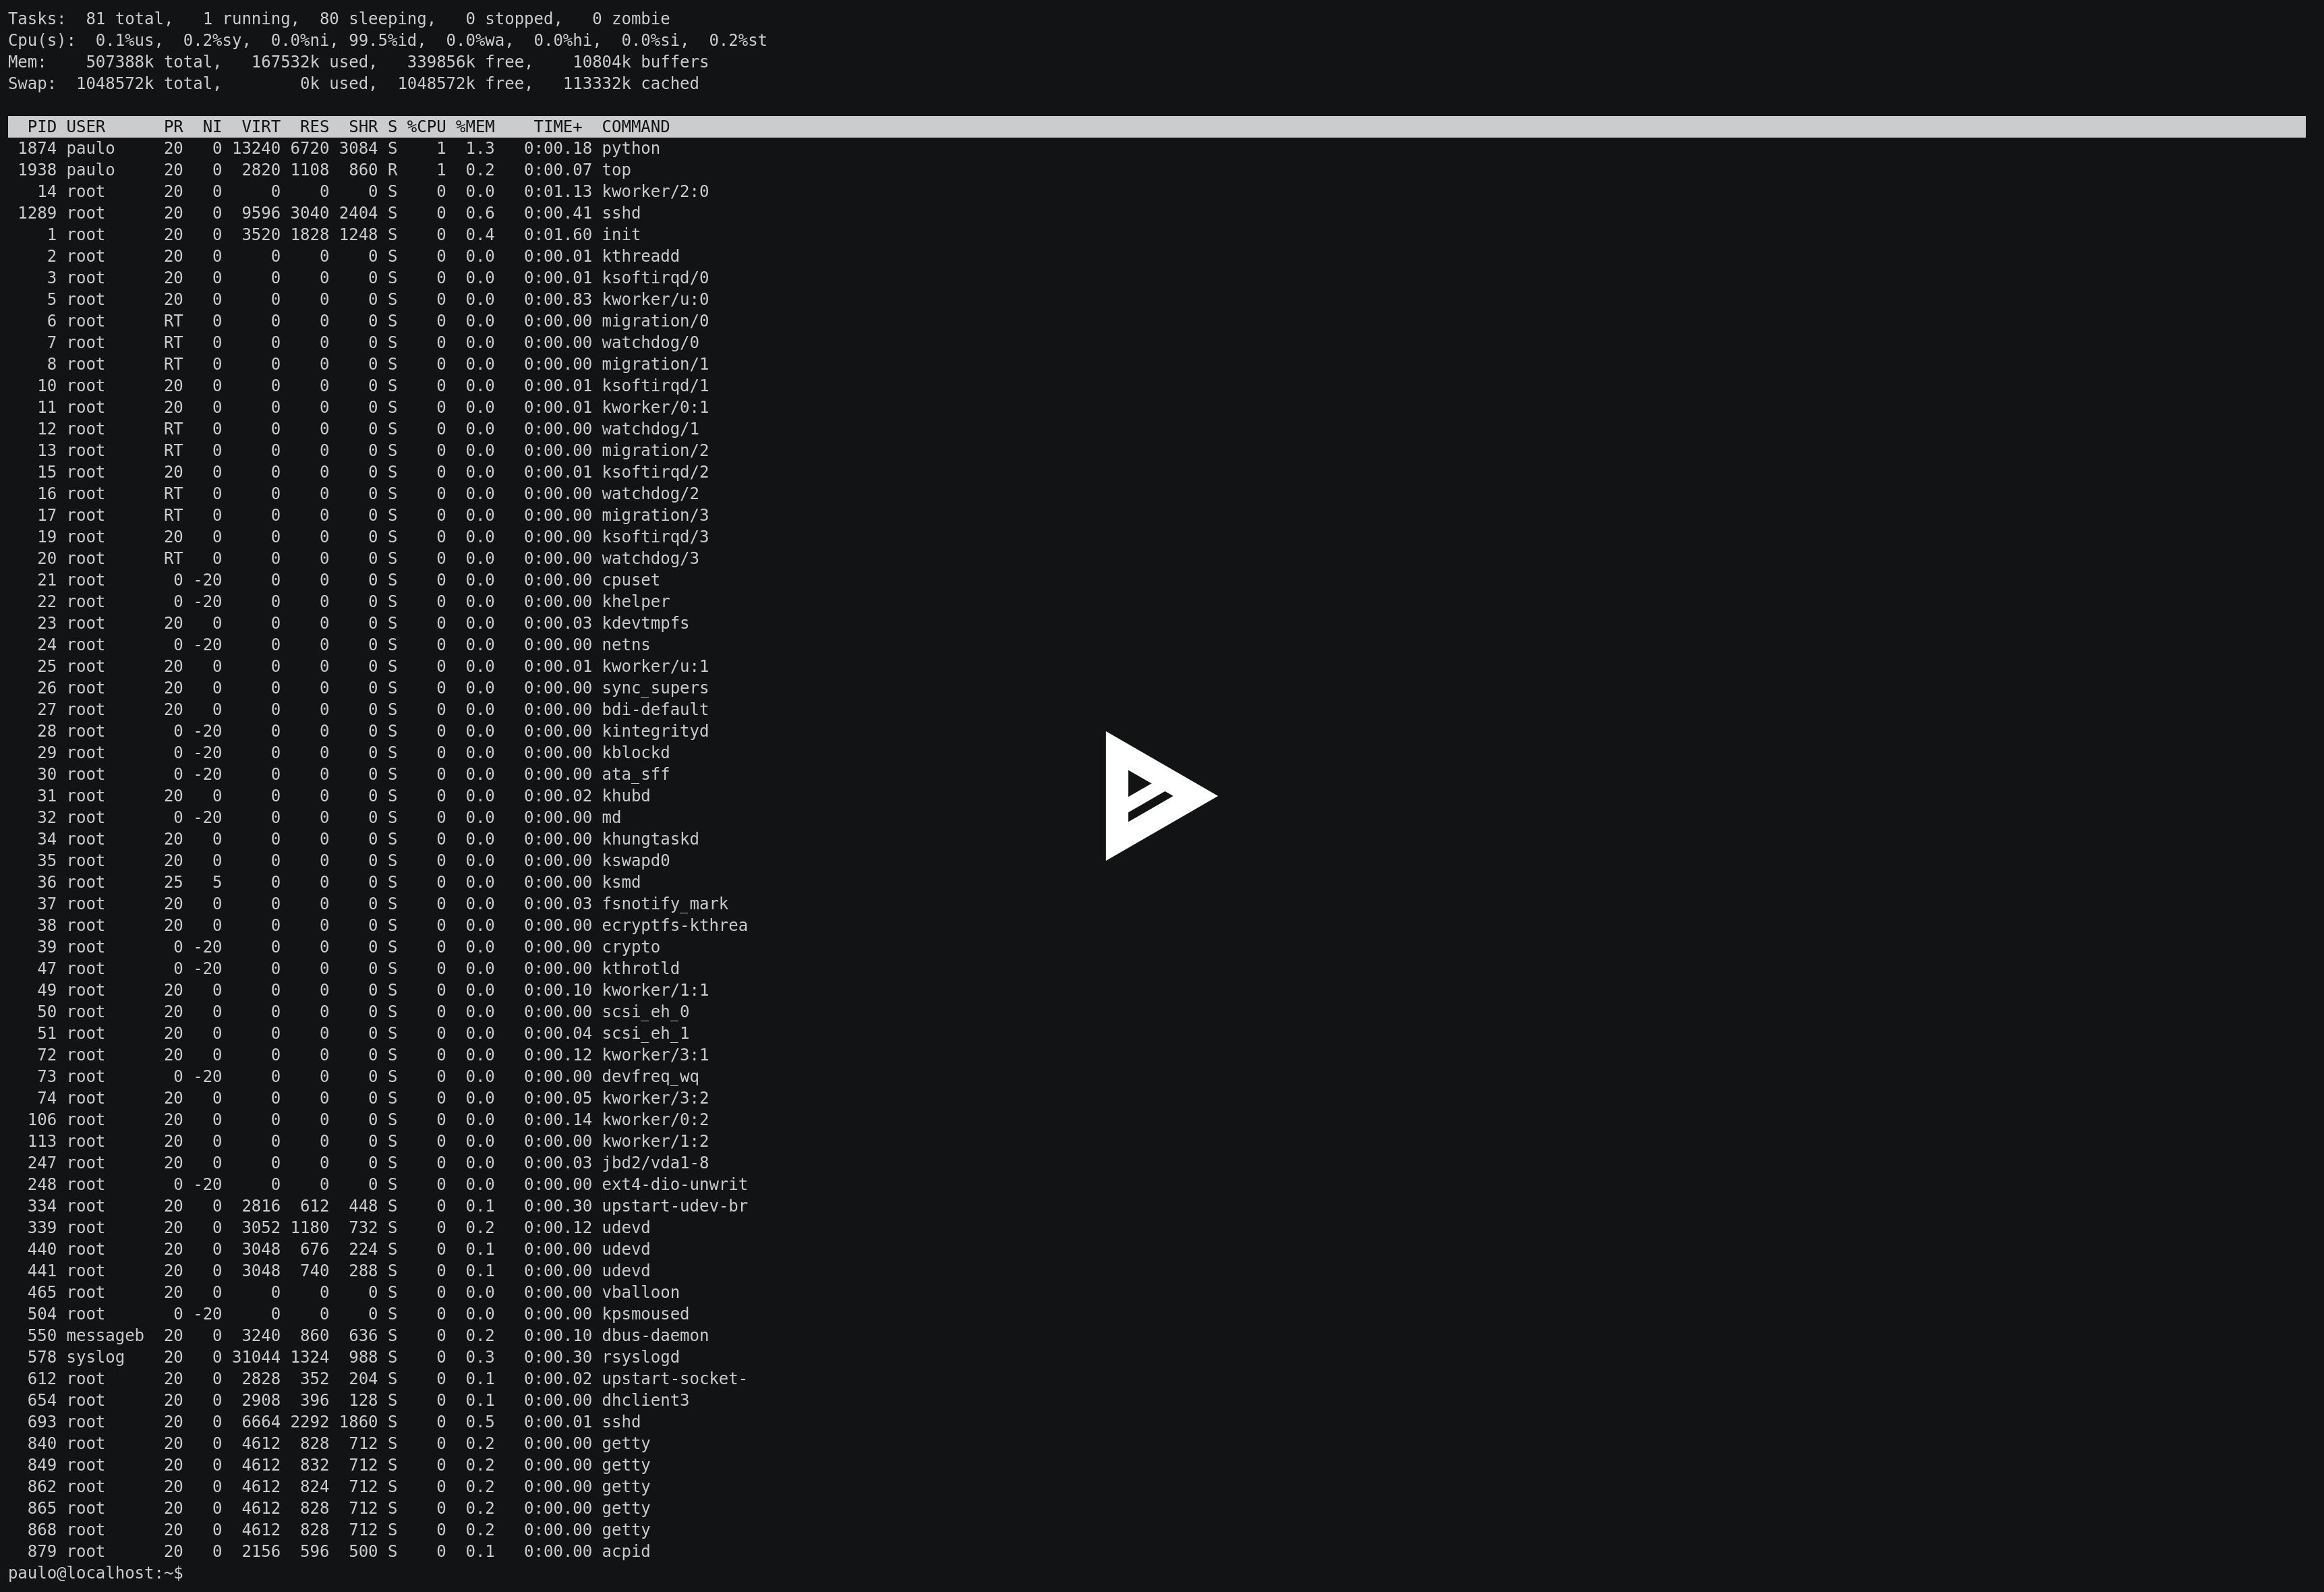 Tasks:  81 total,   1 running,  80 sleeping,   0 stopped,   0 zombie
Cpu(s):  0.1%us,  0.2%sy,  0.0%ni, 99.5%id,  0.0%wa,  0.0%hi,  0.0%si,  0.2%st
Mem:    507388k total,   167532k used,   339856k free,    10804k buffers
Swap:  1048572k total,        0k used,  1048572k free,   113332k cached
  PID USER      PR  NI  VIRT  RES  SHR S %CPU %MEM    TIME+  COMMAND
 1874 paulo     20   0 13240 6720 3084 S    1  1.3   0:00.18 python
 1938 paulo     20   0  2820 1108  860 R    1  0.2   0:00.07 top
   14 root      20   0     0    0    0 S    0  0.0   0:01.13 kworker/2:0
 1289 root      20   0  9596 3040 2404 S    0  0.6   0:00.41 sshd
    1 root      20   0  3520 1828 1248 S    0  0.4   0:01.60 init
    2 root      20   0     0    0    0 S    0  0.0   0:00.01 kthreadd
    3 root      20   0     0    0    0 S    0  0.0   0:00.01 ksoftirqd/0
    5 root      20   0     0    0    0 S    0  0.0   0:00.83 kworker/u:0
    6 root      RT   0     0    0    0 S    0  0.0   0:00.00 migration/0
    7 root      RT   0     0    0    0 S    0  0.0   0:00.00 watchdog/0
    8 root      RT   0     0    0    0 S    0  0.0   0:00.00 migration/1
   10 root      20   0     0    0    0 S    0  0.0   0:00.01 ksoftirqd/1
   11 root      20   0     0    0    0 S    0  0.0   0:00.01 kworker/0:1
   12 root      RT   0     0    0    0 S    0  0.0   0:00.00 watchdog/1
   13 root      RT   0     0    0    0 S    0  0.0   0:00.00 migration/2
   15 root      20   0     0    0    0 S    0  0.0   0:00.01 ksoftirqd/2
   16 root      RT   0     0    0    0 S    0  0.0   0:00.00 watchdog/2
   17 root      RT   0     0    0    0 S    0  0.0   0:00.00 migration/3
   19 root      20   0     0    0    0 S    0  0.0   0:00.00 ksoftirqd/3
   20 root      RT   0     0    0    0 S    0  0.0   0:00.00 watchdog/3
   21 root       0 -20     0    0    0 S    0  0.0   0:00.00 cpuset
   22 root       0 -20     0    0    0 S    0  0.0   0:00.00 khelper
   23 root      20   0     0    0    0 S    0  0.0   0:00.03 kdevtmpfs
   24 root       0 -20     0    0    0 S    0  0.0   0:00.00 netns
   25 root      20   0     0    0    0 S    0  0.0   0:00.01 kworker/u:1
   26 root      20   0     0    0    0 S    0  0.0   0:00.00 sync_supers
   27 root      20   0     0    0    0 S    0  0.0   0:00.00 bdi-default
   28 root       0 -20     0    0    0 S    0  0.0   0:00.00 kintegrityd
   29 root       0 -20     0    0    0 S    0  0.0   0:00.00 kblockd
   30 root       0 -20     0    0    0 S    0  0.0   0:00.00 ata_sff
   31 root      20   0     0    0    0 S    0  0.0   0:00.02 khubd
   32 root       0 -20     0    0    0 S    0  0.0   0:00.00 md
   34 root      20   0     0    0    0 S    0  0.0   0:00.00 khungtaskd
   35 root      20   0     0    0    0 S    0  0.0   0:00.00 kswapd0
   36 root      25   5     0    0    0 S    0  0.0   0:00.00 ksmd
   37 root      20   0     0    0    0 S    0  0.0   0:00.03 fsnotify_mark
   38 root      20   0     0    0    0 S    0  0.0   0:00.00 ecryptfs-kthrea
   39 root       0 -20     0    0    0 S    0  0.0   0:00.00 crypto
   47 root       0 -20     0    0    0 S    0  0.0   0:00.00 kthrotld
   49 root      20   0     0    0    0 S    0  0.0   0:00.10 kworker/1:1
   50 root      20   0     0    0    0 S    0  0.0   0:00.00 scsi_eh_0
   51 root      20   0     0    0    0 S    0  0.0   0:00.04 scsi_eh_1
   72 root      20   0     0    0    0 S    0  0.0   0:00.12 kworker/3:1
   73 root       0 -20     0    0    0 S    0  0.0   0:00.00 devfreq_wq
   74 root      20   0     0    0    0 S    0  0.0   0:00.05 kworker/3:2
  106 root      20   0     0    0    0 S    0  0.0   0:00.14 kworker/0:2
  113 root      20   0     0    0    0 S    0  0.0   0:00.00 kworker/1:2
  247 root      20   0     0    0    0 S    0  0.0   0:00.03 jbd2/vda1-8
  248 root       0 -20     0    0    0 S    0  0.0   0:00.00 ext4-dio-unwrit
  334 root      20   0  2816  612  448 S    0  0.1   0:00.30 upstart-udev-br
  339 root      20   0  3052 1180  732 S    0  0.2   0:00.12 udevd
  440 root      20   0  3048  676  224 S    0  0.1   0:00.00 udevd
  441 root      20   0  3048  740  288 S    0  0.1   0:00.00 udevd
  465 root      20   0     0    0    0 S    0  0.0   0:00.00 vballoon
  504 root       0 -20     0    0    0 S    0  0.0   0:00.00 kpsmoused
  550 messageb  20   0  3240  860  636 S    0  0.2   0:00.10 dbus-daemon
  578 syslog    20   0 31044 1324  988 S    0  0.3   0:00.30 rsyslogd
  612 root      20   0  2828  352  204 S    0  0.1   0:00.02 upstart-socket-
  654 root      20   0  2908  396  128 S    0  0.1   0:00.00 dhclient3
  693 root      20   0  6664 2292 1860 S    0  0.5   0:00.01 sshd
  840 root      20   0  4612  828  712 S    0  0.2   0:00.00 getty
  849 root      20   0  4612  832  712 S    0  0.2   0:00.00 getty
  862 root      20   0  4612  824  712 S    0  0.2   0:00.00 getty
  865 root      20   0  4612  828  712 S    0  0.2   0:00.00 getty
  868 root      20   0  4612  828  712 S    0  0.2   0:00.00 getty
  879 root      20   0  2156  596  500 S    0  0.1   0:00.00 acpid
paulo@localhost:~$